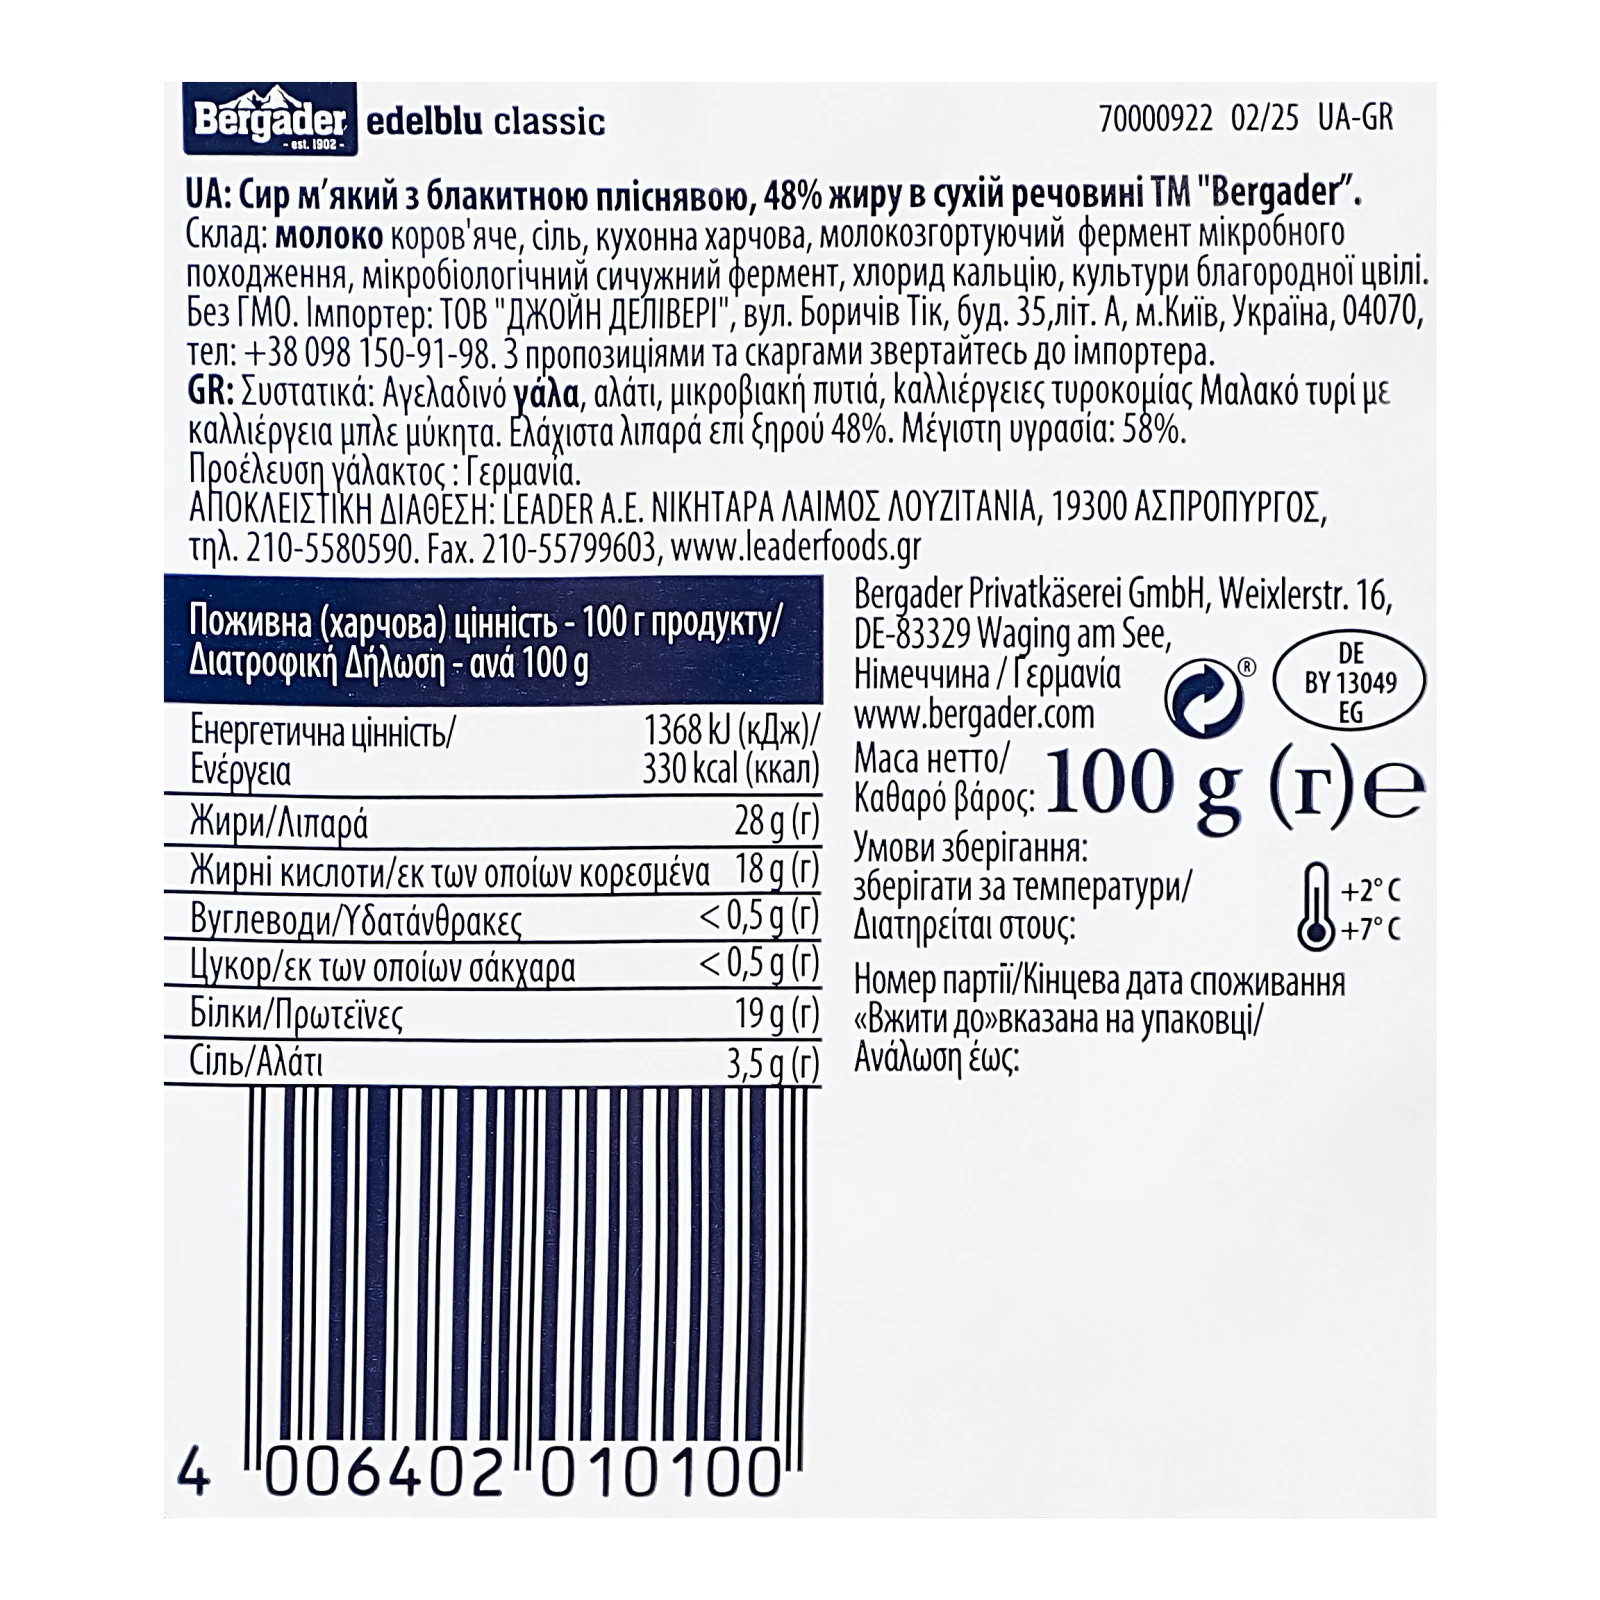 Bergader
- est. 1902 -
edelblu classic
70000922 02/25 UA-GR
UA: Сир м'який з блакитною пліснявою, 48% жиру в сухій речовині ТМ "Bergader".
Склад: молоко коров'яче, сіль, кухонна харчова, молокозгортуючий фермент мікробного
походження, мікробіологічний сичужний фермент, хлорид кальцію, культури благородної цвілі.
Без ГМО. Імпортер: ТОВ "ДЖОЙН ДЕЛІВЕРІ", вул. Боричів Тік, буд. 35,літ. А, м.Київ, Україна, 04070,
тел: +38 098 150-91-98. З пропозиціями та скаргами звертайтесь до імпортера.
GR: Συστατικά: Αγελαδινό γάλα, αλάτι, μικροβιακή πυτιά, καλλιέργειες τυροκομίας Μαλακό τυρί με
καλλιέργεια μπλε μύκητα. Ελάχιστα λιπαρά επί ξηρού 48%. Μέγιστη υγρασία: 58%.
Προέλευση γάλακτος : Γερμανία.
ΑΠΟΚΛΕΙΣΤΙΚΗ ΔΙΑΘΕΣΗ: LEADER A.E. ΝΙΚΗΤΑΡΑ ΛΑΙΜΟΣ ΛΟΥΖΙΤΑΝΙΑ, 19300 ΑΣΠΡΟΠΥΡΓΟΣ,
τηλ. 210-5580590. Fax. 210-55799603, www.leaderfoods.gr
Поживна (харчова) цінність - 100 г продукту/
Διατροφική Δήλωση - ανά 100 g
Енергетична цінність/ 1368 kJ (кДж)/
Ενέργεια 330 kcal (ккал)
Жири/Λιπαρά 28 g (г)
Жирні кислоти/εκ των οποίων κορεσμένα 18 g (г)
Вуглеводи/Υδατάνθρακες < 0,5 g (г)
Цукор/εκ των οποίων σάκχαρα < 0,5 g (г)
Білки/Πρωτεϊνες 19 g (г)
Сіль/Αλάτι 3,5 g (г)
Bergader Privatkäserei GmbH, Weixlerstr. 16,
DE-83329 Waging am See,
Німеччина / Γερμανία
www.bergader.com
®
DE
BY 13049
EG
Маса нетто/
Καθαρό βάρος: 100 g (г)℮
Умови зберігання:
зберігати за температури/
Διατηρείται στους:
+2° C
+7° C
Номер партії/Кінцева дата споживання
«Вжити до»вказана на упаковці/
Ανάλωση έως:
4 006402 010100